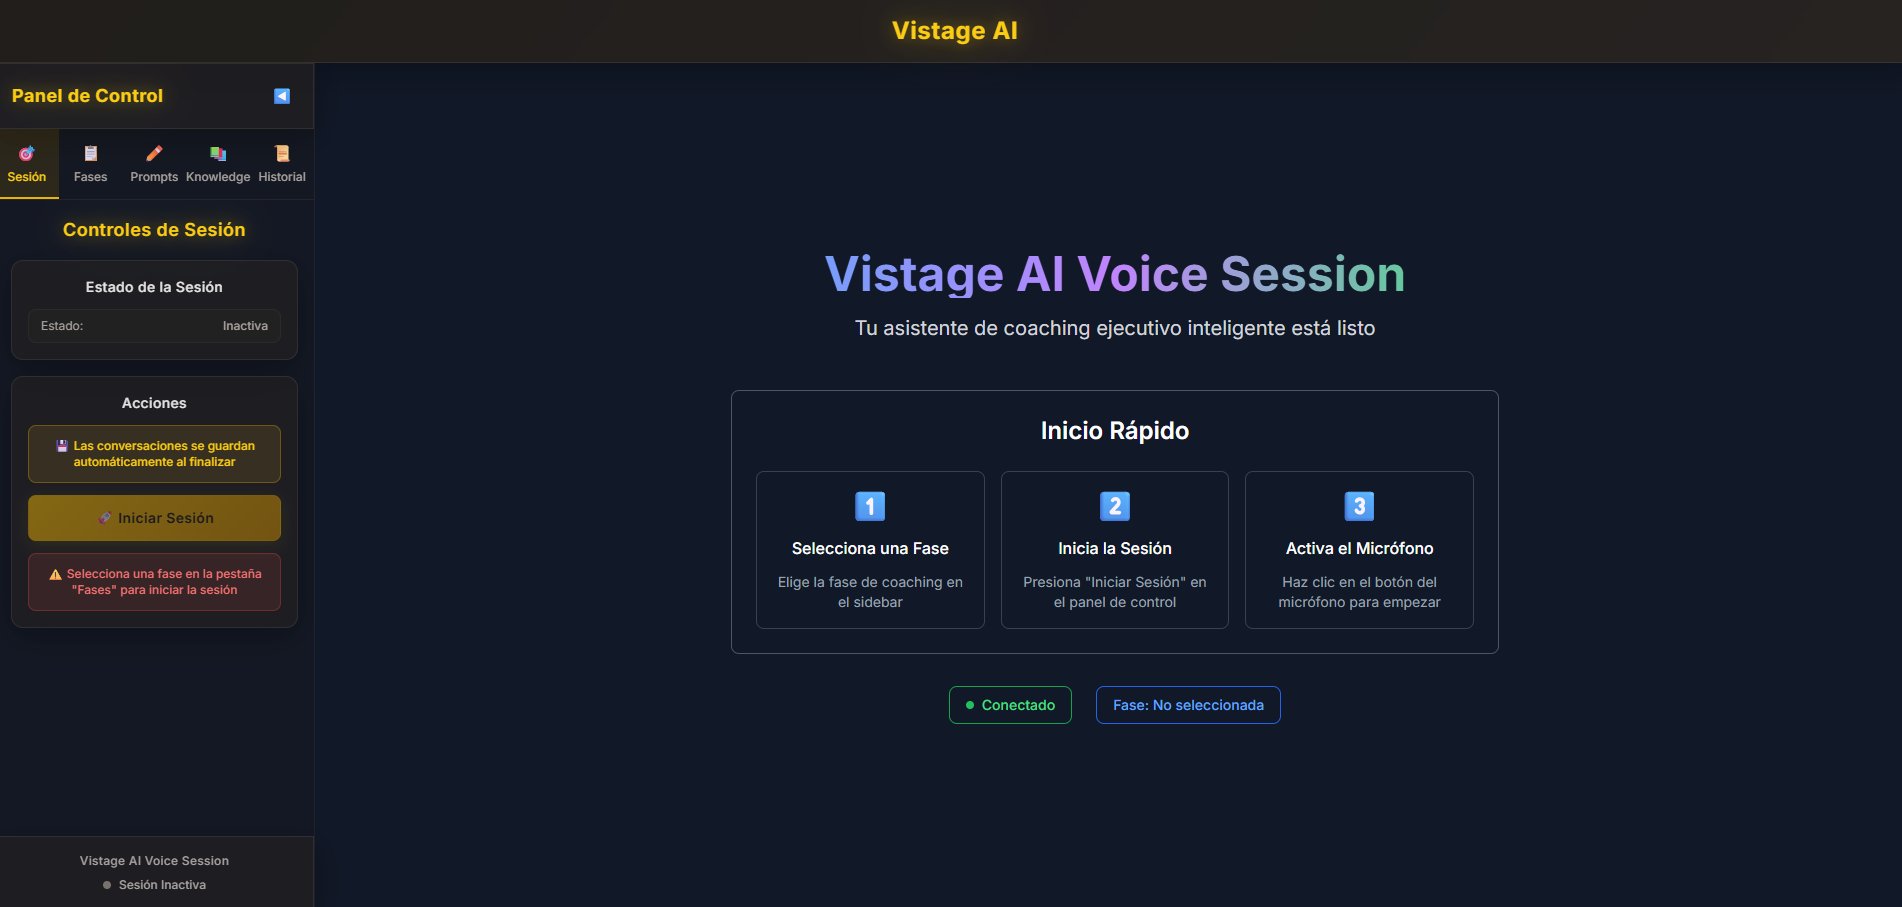 Vistage AI
Panel de Control
Sesión
Fases
Prompts
Knowledge
Historial
Controles de Sesión
Estado de la Sesión
Estado:
Inactiva
Acciones
Las conversaciones se guardan
automáticamente al finalizar
Iniciar Sesión
Selecciona una fase en la pestaña
"Fases" para iniciar la sesión
Vistage AI Voice Session
Sesión Inactiva
Vistage AI Voice Session
Tu asistente de coaching ejecutivo inteligente está listo
Inicio Rápido
1
Selecciona una Fase
Elige la fase de coaching en
el sidebar
2
Inicia la Sesión
Presiona "Iniciar Sesión" en
el panel de control
3
Activa el Micrófono
Haz clic en el botón del
micrófono para empezar
Conectado
Fase: No seleccionada